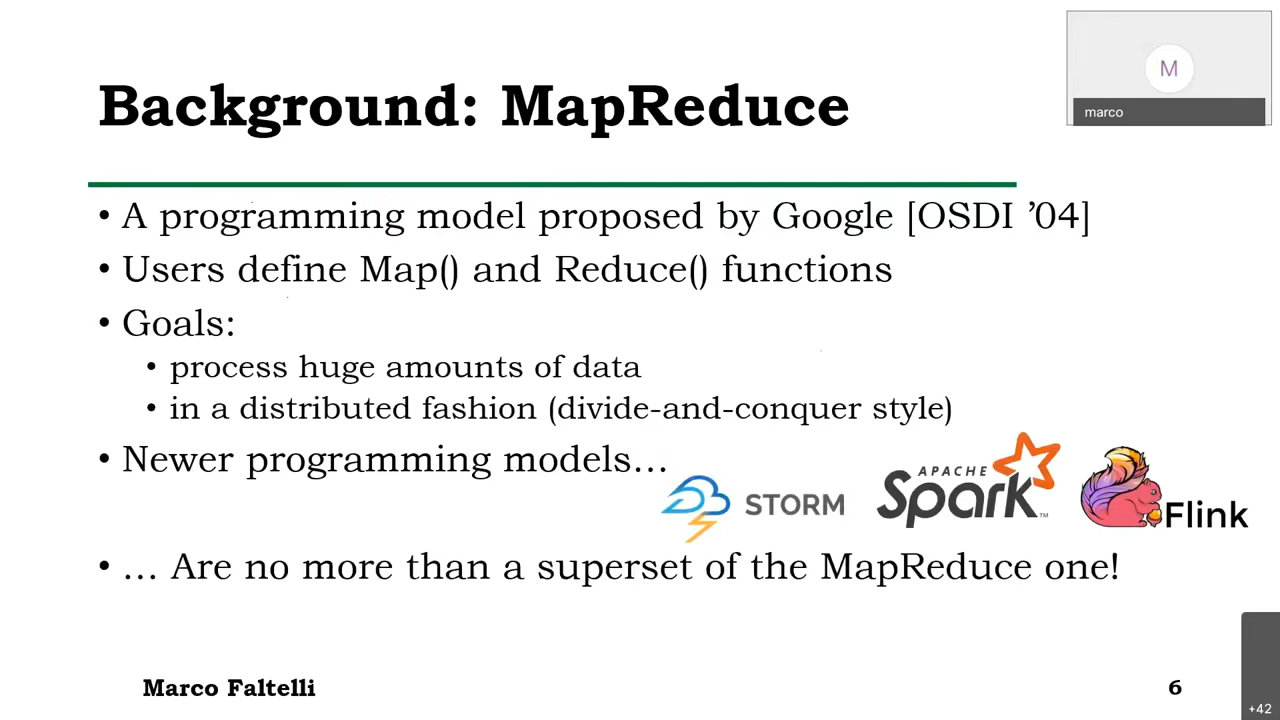 Background: MapReduce
M
marco
• A programming model proposed by Google [OSDI ’04]
• Users define Map() and Reduce() functions
• Goals:
• process huge amounts of data
• in a distributed fashion (divide-and-conquer style)
• Newer programming models…
STORM
APACHE
Spark™
Flink
• … Are no more than a superset of the MapReduce one!
Marco Faltelli
6
+42